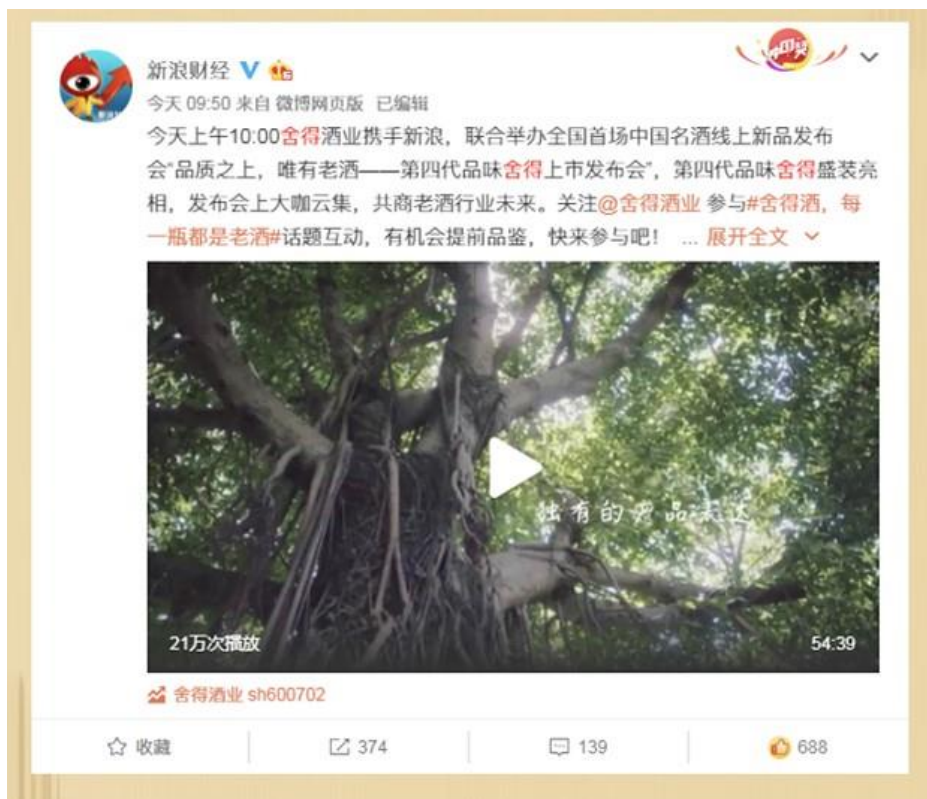 新浪财经
今天 09:50 来自 微博网页版 已编辑
今天上午10:00舍得酒业携手新浪，联合举办全国首场中国名酒线上新品发布
会“品质之上，唯有老酒——第四代品味舍得上市发布会”，第四代品味舍得盛装亮
相，发布会上大咖云集，共商老酒行业未来。关注@舍得酒业 参与#舍得酒，每
一瓶都是老酒#话题互动，有机会提前品鉴，快来参与吧！ ... 展开全文
独有的产品表达
21万次播放
54:39
舍得酒业 sh600702
收藏
374
139
688